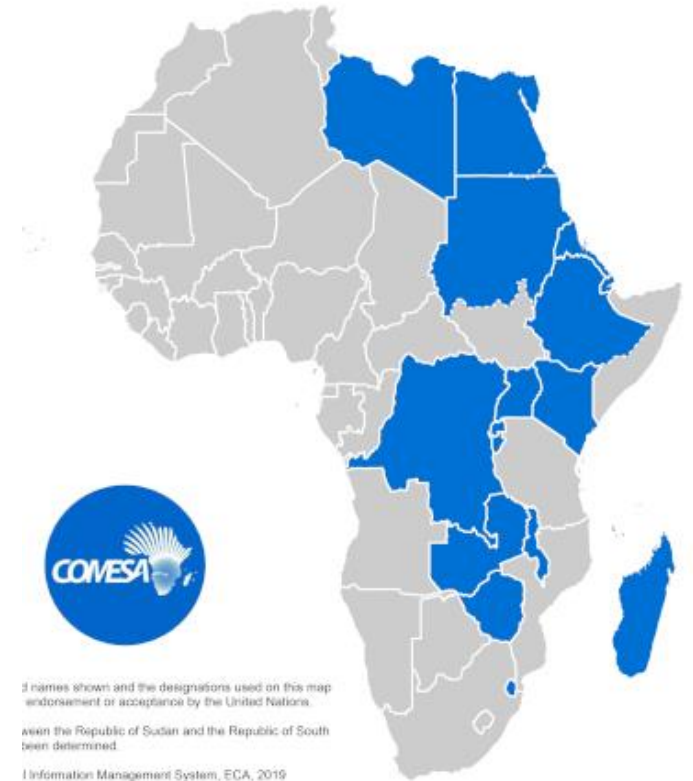 COMESA
d names shown and the designations used on this map
endorsement or acceptance by the United Nations.
ween the Republic of Sudan and the Republic of South
been determined.
l Information Management System, ECA, 2019